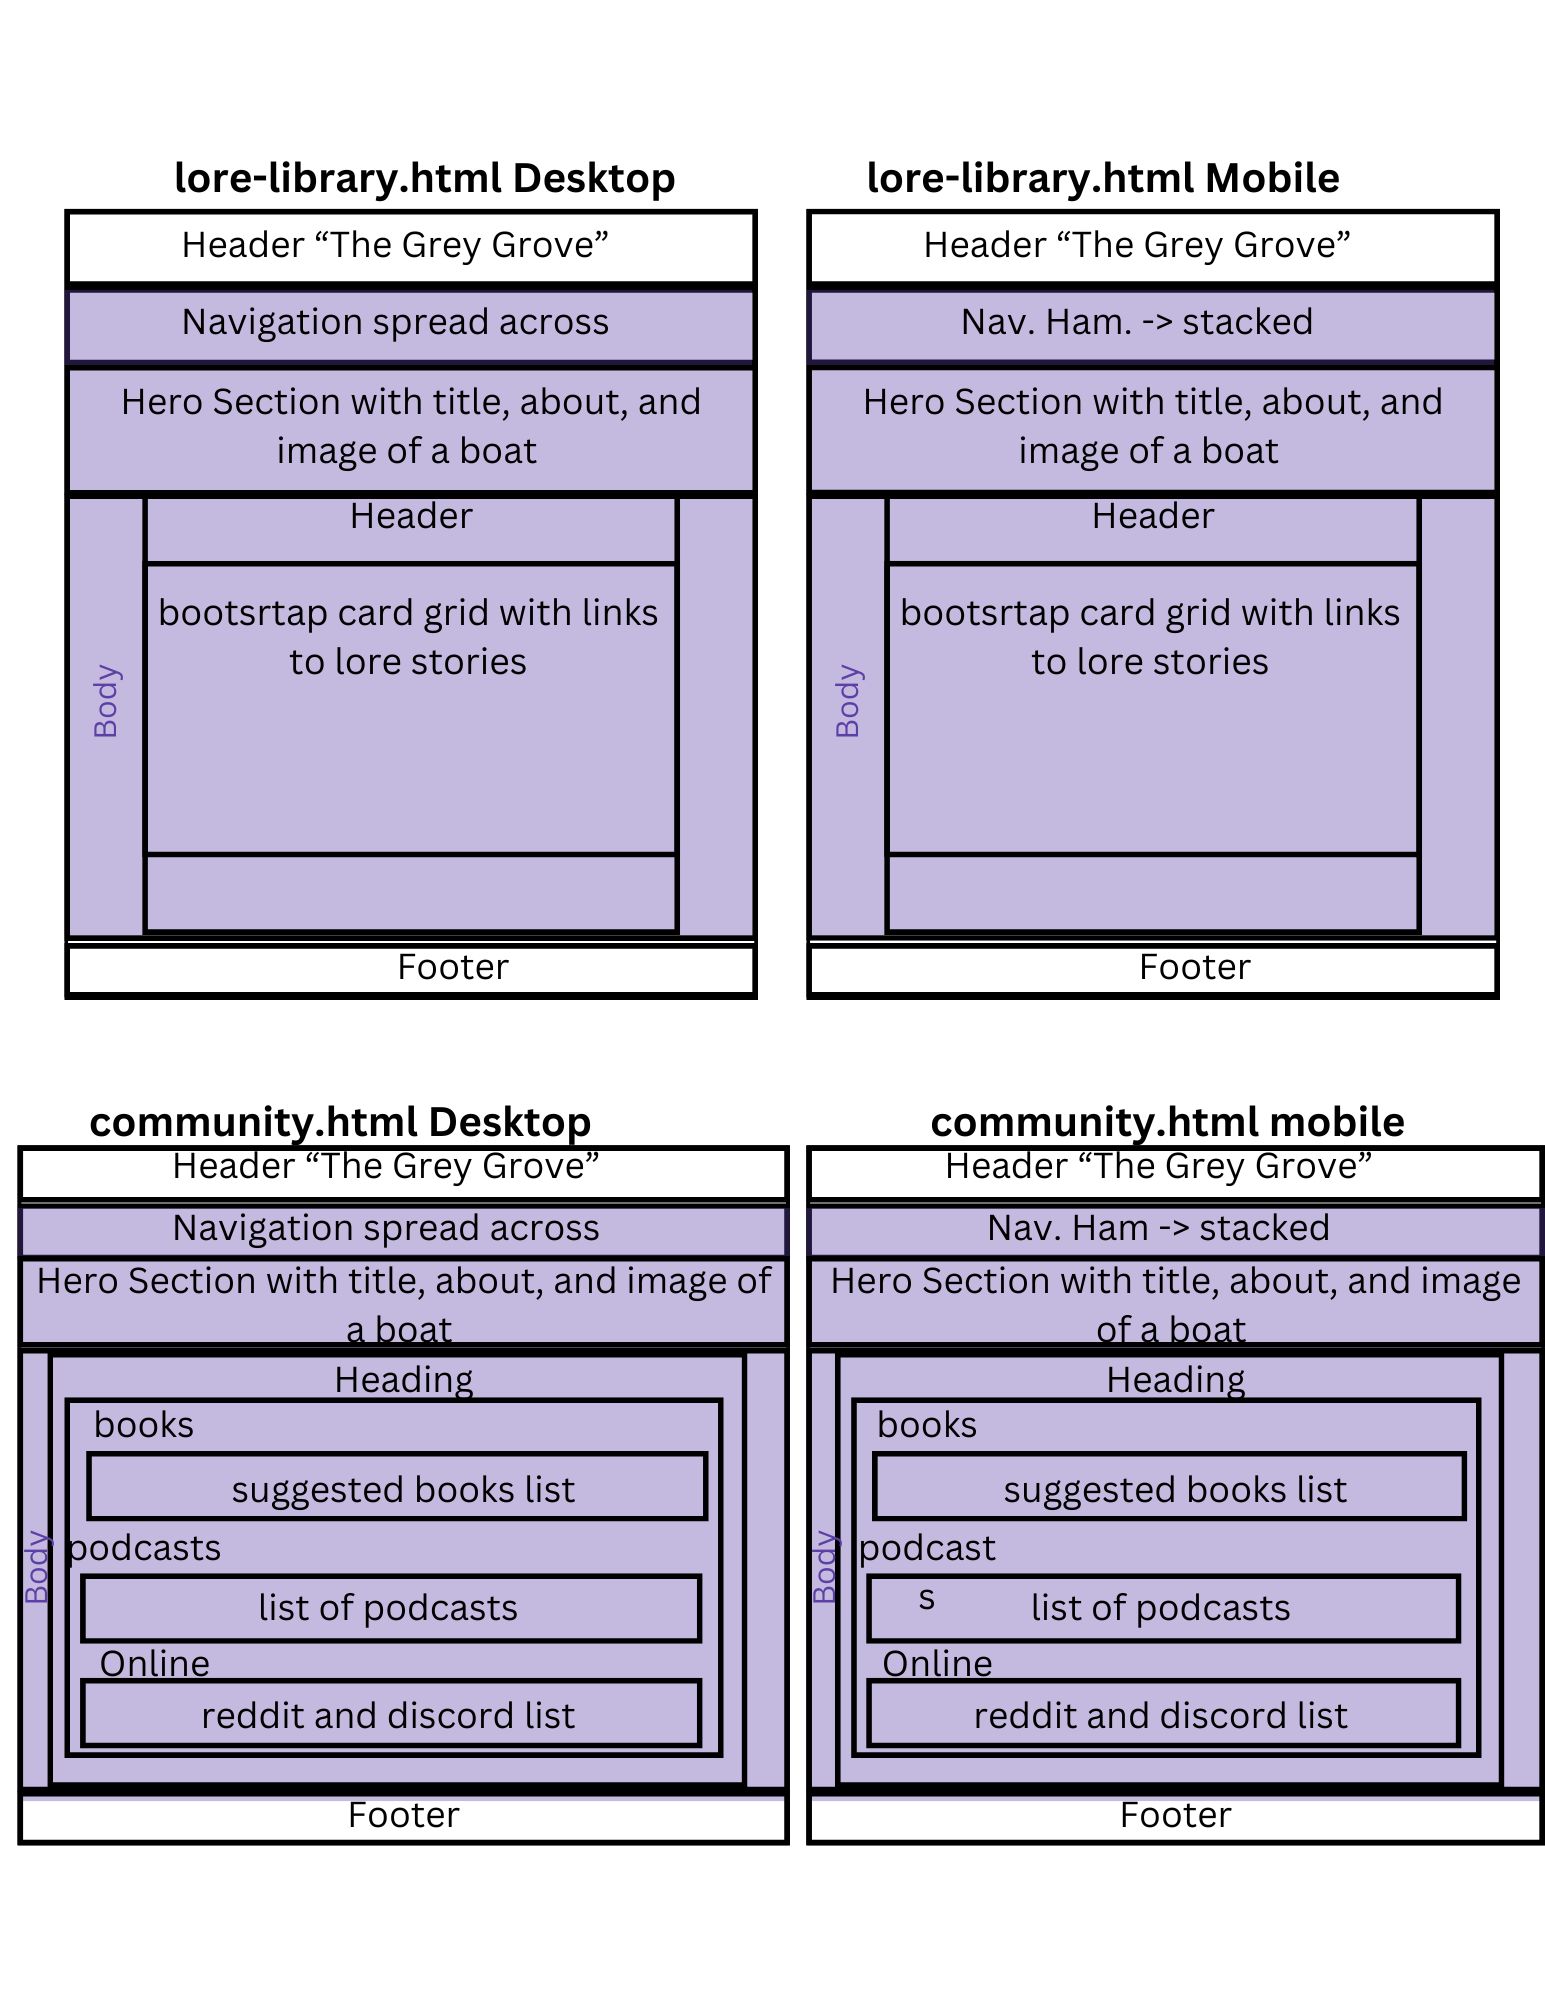 lore-library.html Desktop
Header “The Grey Grove”
Navigation spread across
Hero Section with title, about, and
image of a boat
Header
bootsrtap card grid with links
to lore stories
Body
Footer
lore-library.html Mobile
Header “The Grey Grove”
Nav. Ham. -> stacked
Hero Section with title, about, and
image of a boat
Header
bootsrtap card grid with links
to lore stories
Body
Footer
community.html Desktop
Header “The Grey Grove”
Navigation spread across
Hero Section with title, about, and image of
a boat
Heading
books
suggested books list
podcasts
Body
list of podcasts
Online
reddit and discord list
Footer
community.html mobile
Header “The Grey Grove”
Nav. Ham -> stacked
Hero Section with title, about, and image
of a boat
Heading
books
suggested books list
podcast
s
Body
list of podcasts
Online
reddit and discord list
Footer